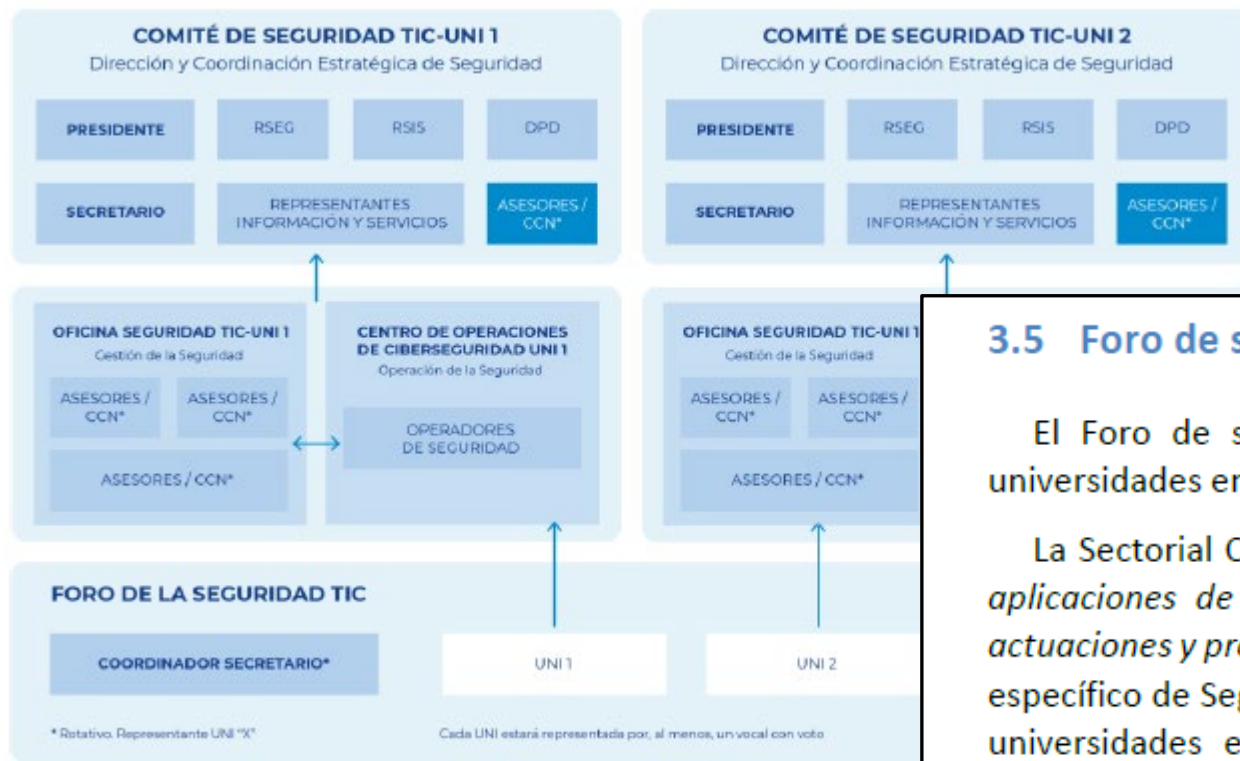 COMITÉ DE SEGURIDAD TIC-UNI 1
Dirección y Coordinación Estratégica de Seguridad
PRESIDENTE
RSEG
RSIS
DPD
SECRETARIO
REPRESENTANTES
INFORMACIÓN Y SERVICIOS
ASESORES /
CCN*
COMITÉ DE SEGURIDAD TIC-UNI 2
Dirección y Coordinación Estratégica de Seguridad
PRESIDENTE
RSEG
RSIS
DPD
SECRETARIO
REPRESENTANTES
INFORMACIÓN Y SERVICIOS
ASESORES /
CCN*
OFICINA SEGURIDAD TIC-UNI 1
Gestión de la Seguridad
ASESORES /
CCN*
ASESORES /
CCN*
ASESORES / CCN*
CENTRO DE OPERACIONES
DE CIBERSEGURIDAD UNI 1
Operación de la Seguridad
OPERADORES
DE SEGURIDAD
OFICINA SEGURIDAD TIC-UNI 1
Gestión de la Seguridad
ASESORES /
CCN*
ASESORES /
CCN*
ASESORES / CCN*
FORO DE LA SEGURIDAD TIC
COORDINADOR SECRETARIO*
UNI 1
UNI 2
* Rotativo. Representante UNI "X"
Cada UNI estará representada por, al menos, un vocal con voto
3.5 Foro de
El Foro de
universidades
La Sectorial
aplicaciones de
actuaciones y
específico de
universidades